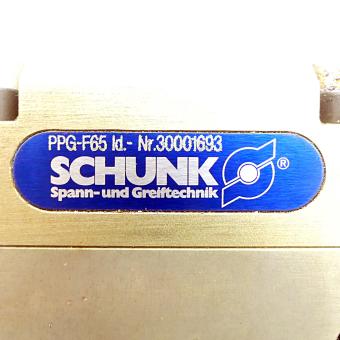 PPG-F65 Id.- Nr.30001693
SCHUNK ®
Spann- und Greiftechnik